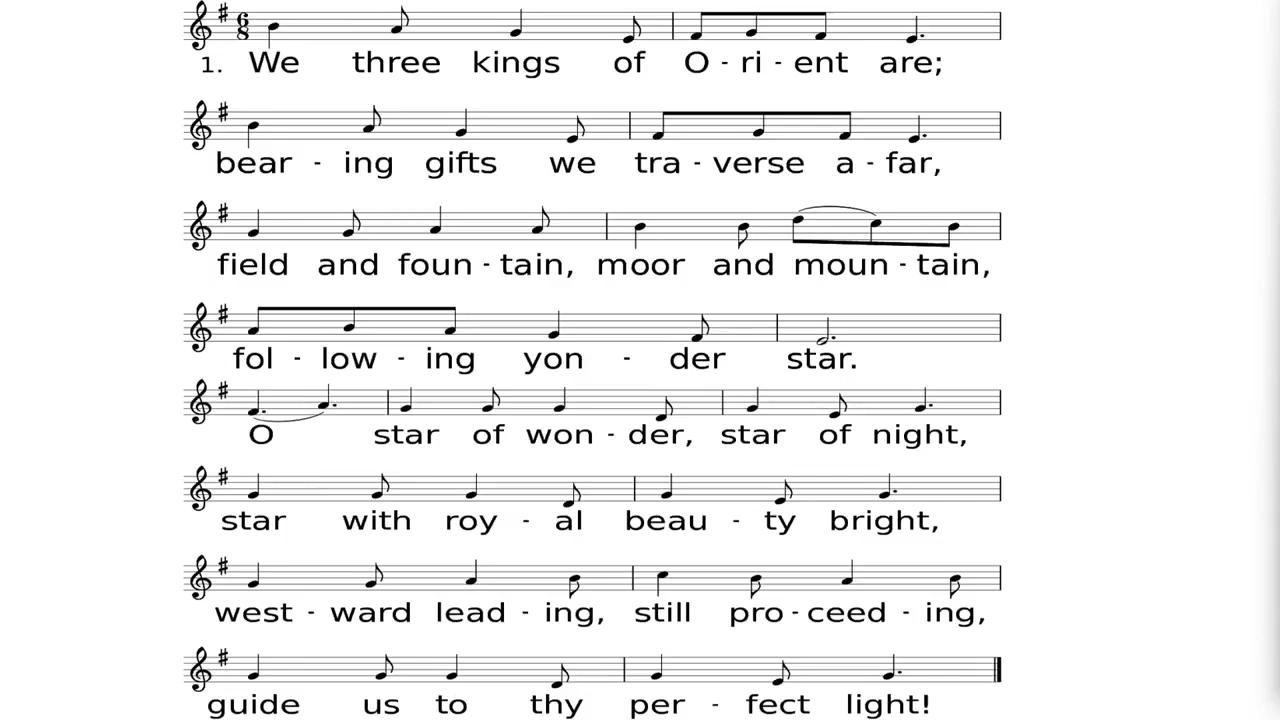 6
8
1. We three kings of O - ri - ent are;
bear - ing gifts we tra - verse a - far,
field and foun - tain, moor and moun - tain,
fol - low - ing yon - der star.
O star of won - der, star of night,
star with roy - al beau - ty bright,
west - ward lead - ing, still pro - ceed - ing,
guide us to thy per - fect light!